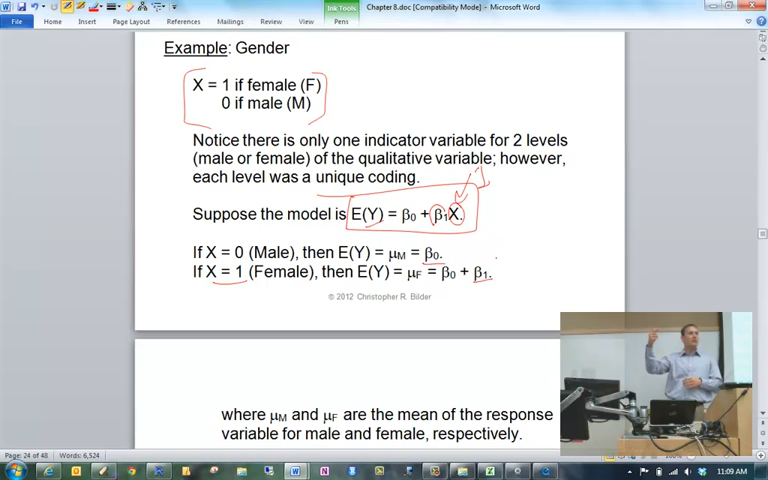 Ink Tools
Chapter 8.doc [Compatibility Mode] - Microsoft Word
File
Home
Insert
Page Layout
References
Mailings
Review
View
Pens
Example: Gender
X = 1 if female (F)
0 if male (M)
Notice there is only one indicator variable for 2 levels
(male or female) of the qualitative variable; however,
each level was a unique coding.
1
Suppose the model is E(Y) = β₀ + β₁X.
If X = 0 (Male), then E(Y) = μM = β₀.
If X = 1 (Female), then E(Y) = μF = β₀ + β₁.
© 2012 Christopher R. Bilder
where μM and μF are the mean of the response
variable for male and female, respectively.
Page: 24 of 48
Words: 6,524
11:09 AM